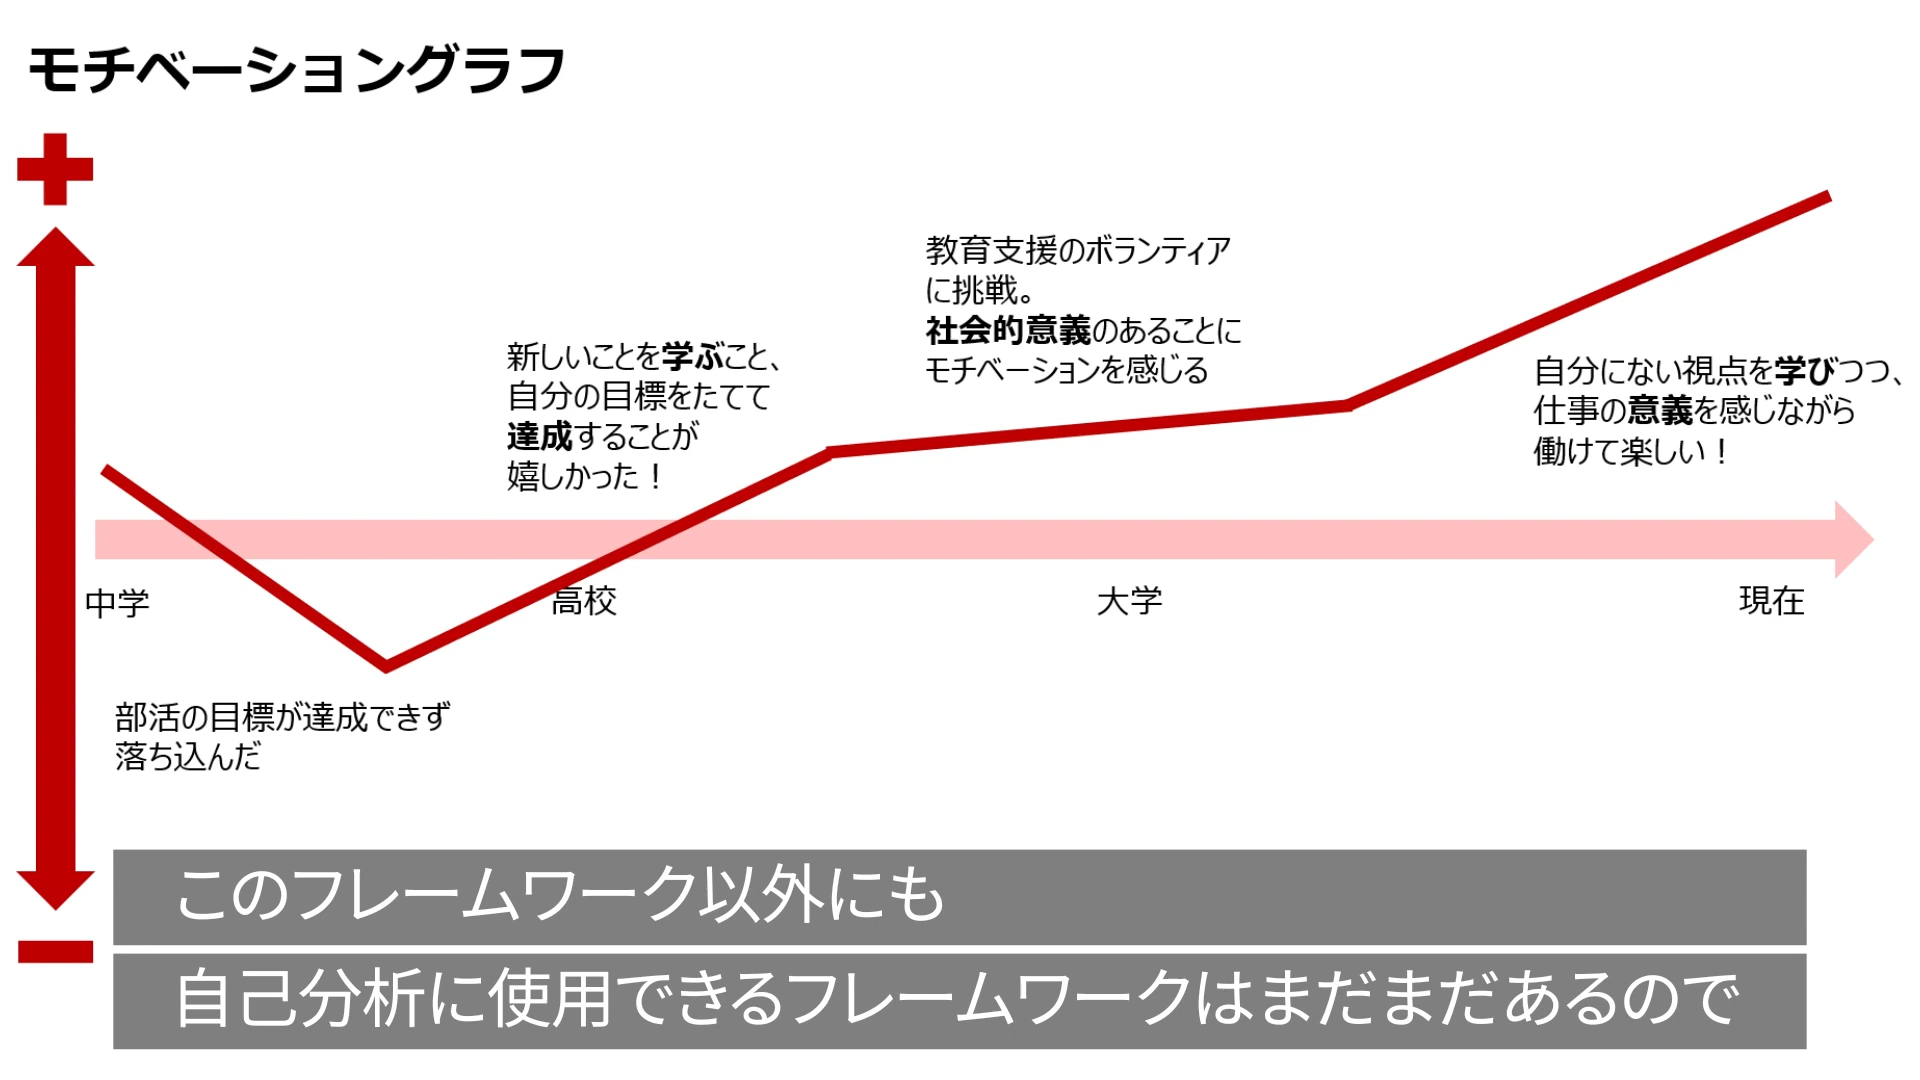 モチベーショングラフ
教育支援のボランティア
に挑戦。
社会的意義のあることに
モチベーションを感じる
新しいことを学ぶこと、
自分の目標をたてて
達成することが
嬉しかった！
自分にない視点を学びつつ、
仕事の意義を感じながら
働けて楽しい！
中学
高校
大学
現在
部活の目標が達成できず
落ち込んだ
このフレームワーク以外にも
自己分析に使用できるフレームワークはまだまだあるので